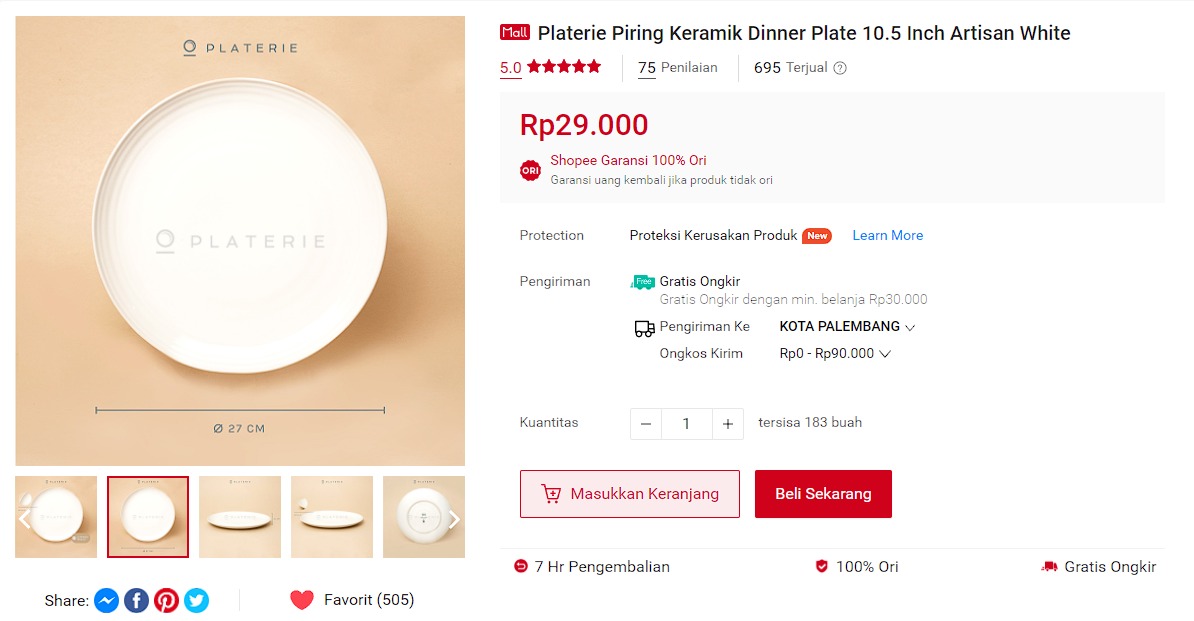 PLATERIE
PLATERIE
Ø 27 CM
Share:
Favorit (505)
Mall Platerie Piring Keramik Dinner Plate 10.5 Inch Artisan White
5.0 75 Penilaian 695 Terjual ?
Rp29.000
ORI
Shopee Garansi 100% Ori
Garansi uang kembali jika produk tidak ori
Protection Proteksi Kerusakan Produk New Learn More
Pengiriman Free Gratis Ongkir
Gratis Ongkir dengan min. belanja Rp30.000
Pengiriman Ke KOTA PALEMBANG
Ongkos Kirim Rp0 - Rp90.000
Kuantitas − 1 + tersisa 183 buah
Masukkan Keranjang Beli Sekarang
7 Hr Pengembalian 100% Ori Gratis Ongkir